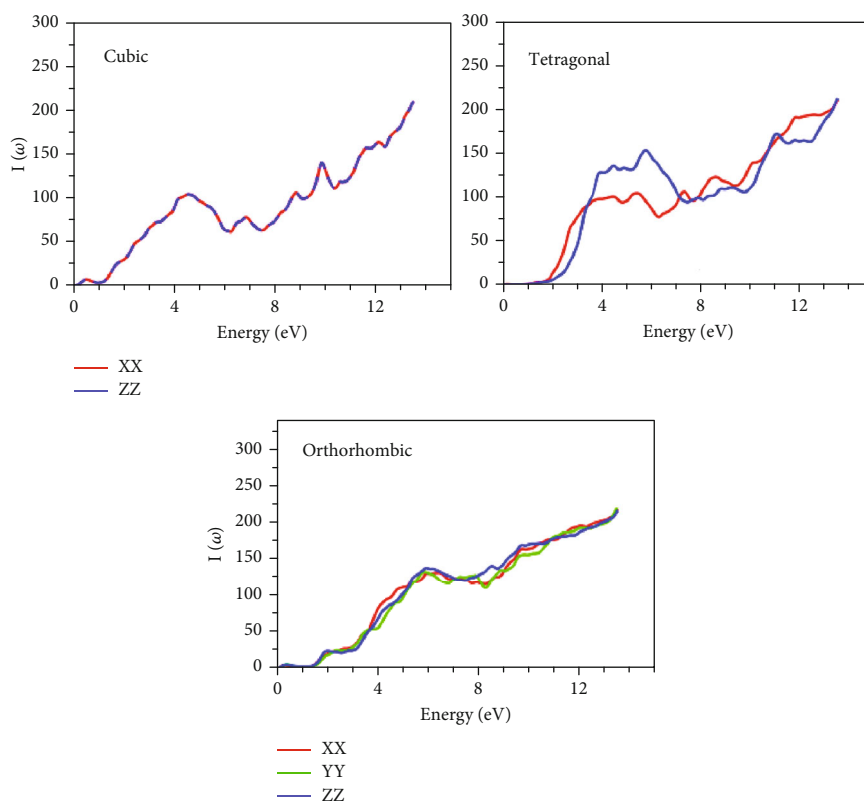 Cubic
I (ω)
300
250
200
150
100
50
0
0 4 8 12
Energy (eV)
XX
ZZ
Tetragonal
I (ω)
300
250
200
150
100
50
0
0 4 8 12
Energy (eV)
Orthorhombic
I (ω)
300
250
200
150
100
50
0
0 4 8 12
Energy (eV)
XX
YY
ZZ